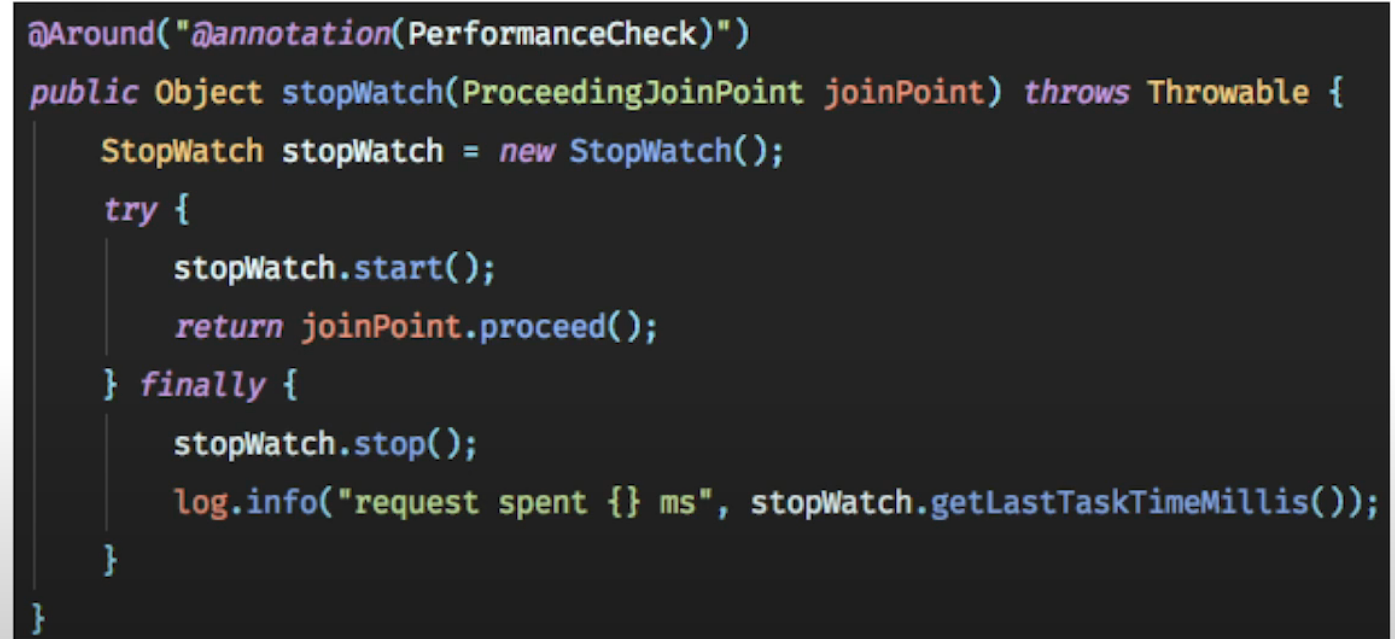 @Around("@annotation(PerformanceCheck)")
public Object stopWatch(ProceedingJoinPoint joinPoint) throws Throwable {
StopWatch stopWatch = new StopWatch();
try {
stopWatch.start();
return joinPoint.proceed();
} finally {
stopWatch.stop();
log.info("request spent {} ms", stopWatch.getLastTaskTimeMillis());
}
}